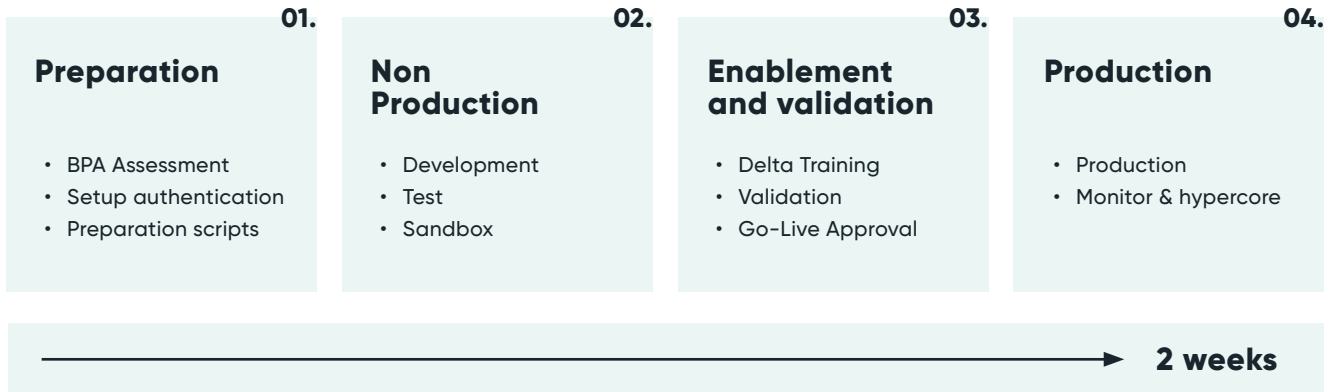 01.
Preparation
• BPA Assessment
• Setup authentication
• Preparation scripts
02.
Non
Production
• Development
• Test
• Sandbox
03.
Enablement
and validation
• Delta Training
• Validation
• Go-Live Approval
04.
Production
• Production
• Monitor & hypercore
2 weeks